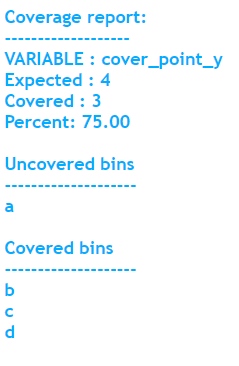 Coverage report:
-------------------
VARIABLE : cover_point_y
Expected : 4
Covered : 3
Percent: 75.00
Uncovered bins
--------------------
a
Covered bins
--------------------
b
c
d